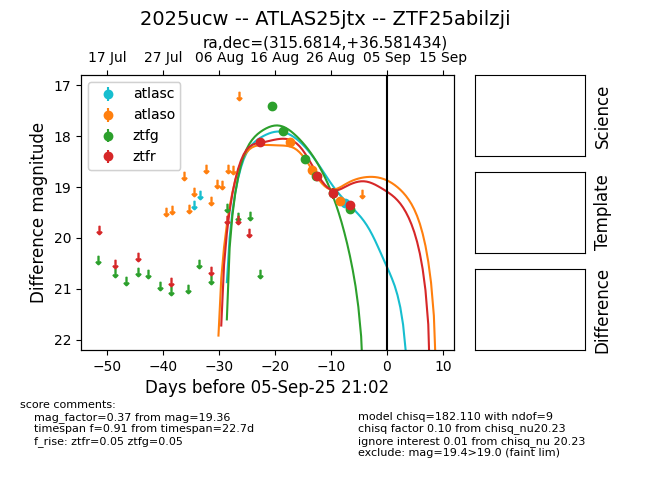 2025ucw -- ATLAS25jtx -- ZTF25abilzji
ra,dec=(315.6814,+36.581434)
17 Jul 27 Jul 06 Aug 16 Aug 26 Aug 05 Sep 15 Sep
atlasc
atlaso
ztfg
ztfr
17
18
19
20
21
22
Difference magnitude
−50 −40 −30 −20 −10 0 10
Days before 05-Sep-25 21:02
Science
Template
Difference
score comments:
mag_factor=0.37 from mag=19.36
timespan f=0.91 from timespan=22.7d
f_rise: ztfr=0.05 ztfg=0.05
model chisq=182.110 with ndof=9
chisq factor 0.10 from chisq_nu20.23
ignore interest 0.01 from chisq_nu 20.23
exclude: mag=19.4>19.0 (faint lim)